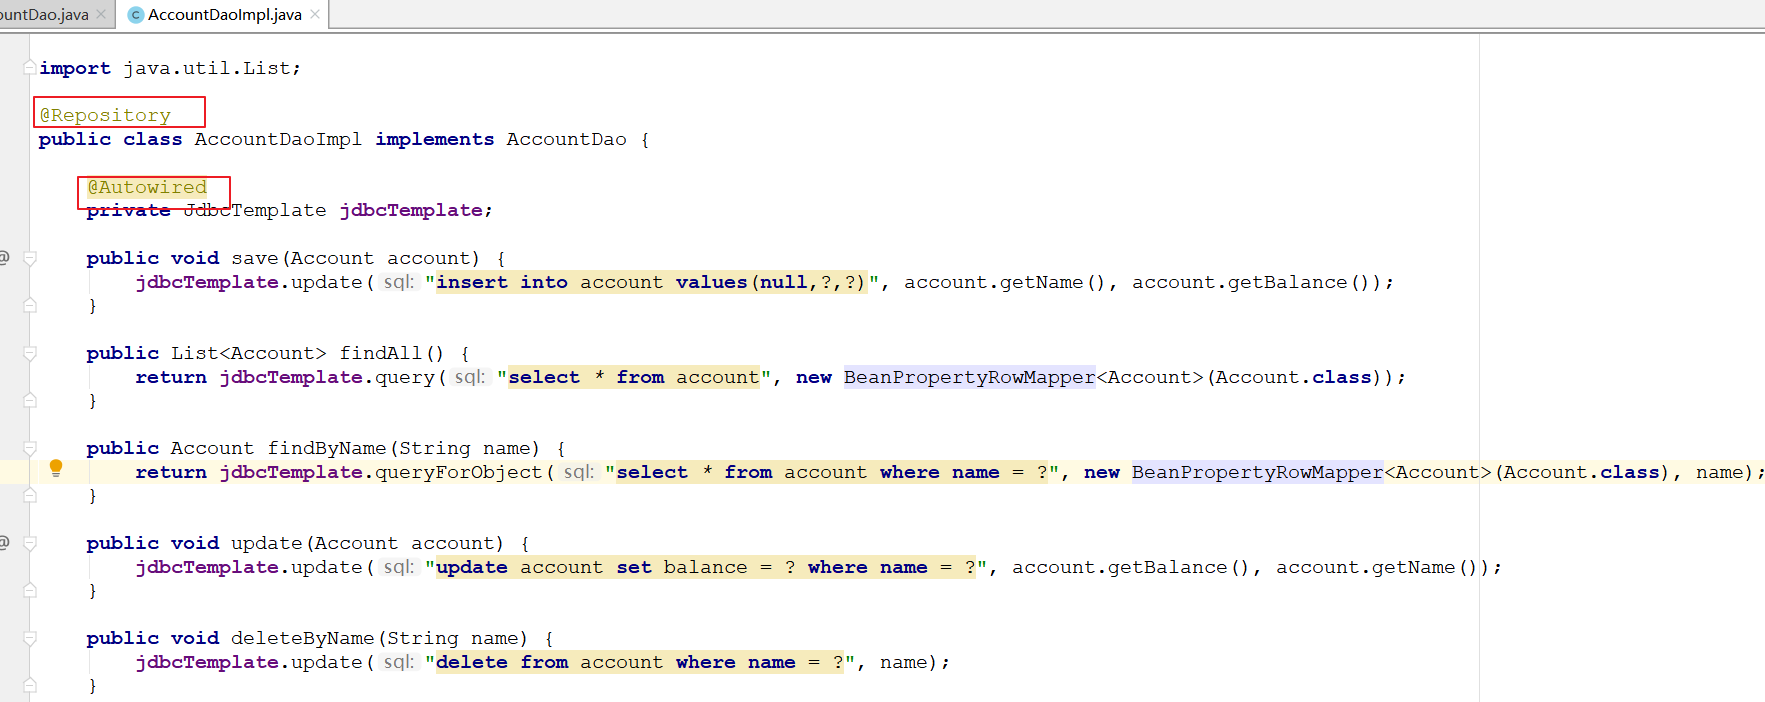 ountDao.java × C AccountDaoImpl.java ×
import java.util.List;
@Repository
public class AccountDaoImpl implements AccountDao {
@Autowired
private JdbcTemplate jdbcTemplate;
@ public void save(Account account) {
jdbcTemplate.update( sql: "insert into account values(null,?,?)", account.getName(), account.getBalance());
}
public List<Account> findAll() {
return jdbcTemplate.query( sql: "select * from account", new BeanPropertyRowMapper<Account>(Account.class));
}
public Account findByName(String name) {
return jdbcTemplate.queryForObject( sql: "select * from account where name = ?", new BeanPropertyRowMapper<Account>(Account.class), name);
}
@ public void update(Account account) {
jdbcTemplate.update( sql: "update account set balance = ? where name = ?", account.getBalance(), account.getName());
}
public void deleteByName(String name) {
jdbcTemplate.update( sql: "delete from account where name = ?", name);
}